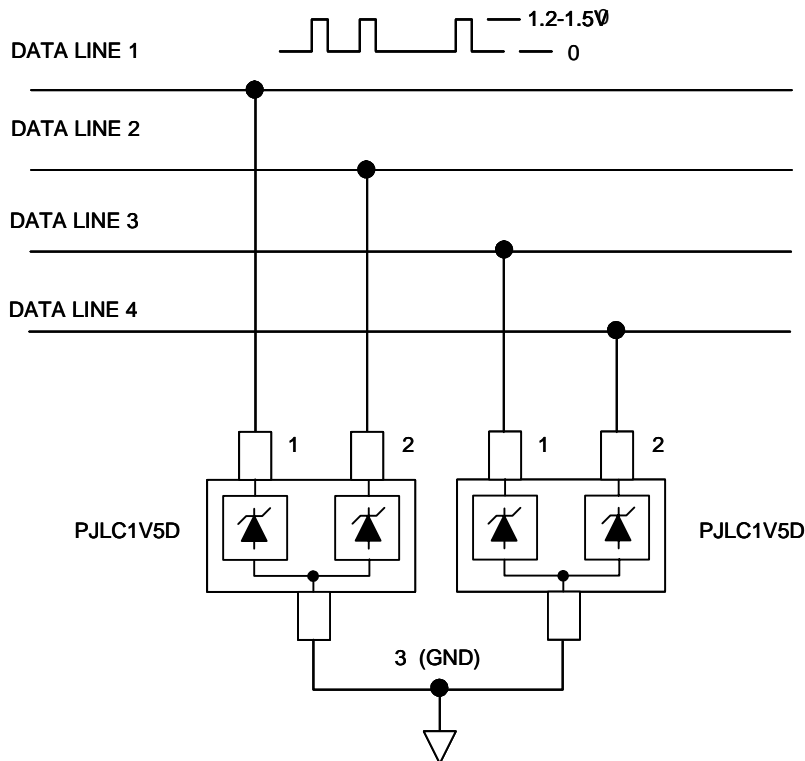 1.2-1.5V
0
DATA LINE 1
DATA LINE 2
DATA LINE 3
DATA LINE 4
1
2
1
2
PJLC1V5D
PJLC1V5D
3 (GND)